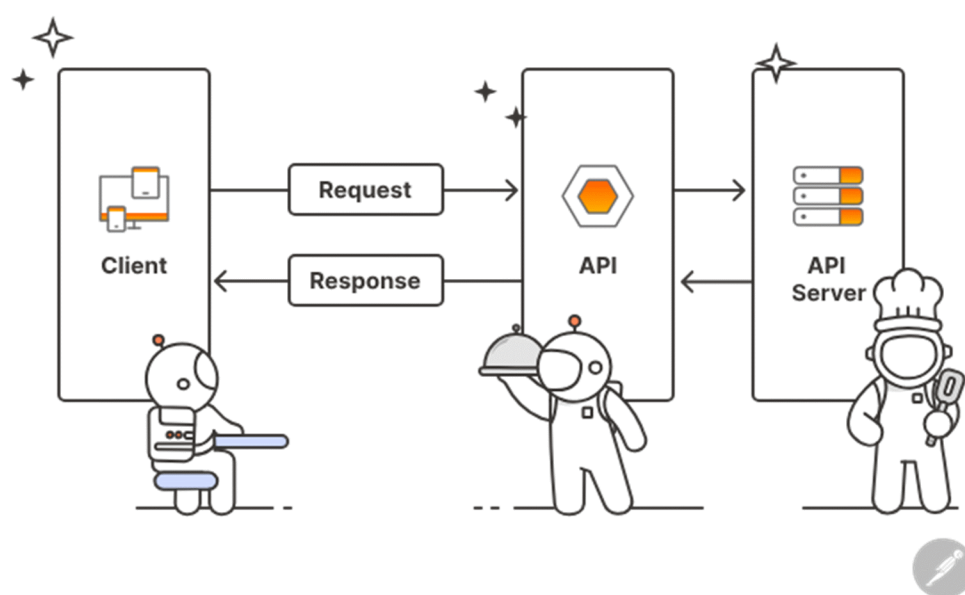 Request
Response
Client
API
API
Server